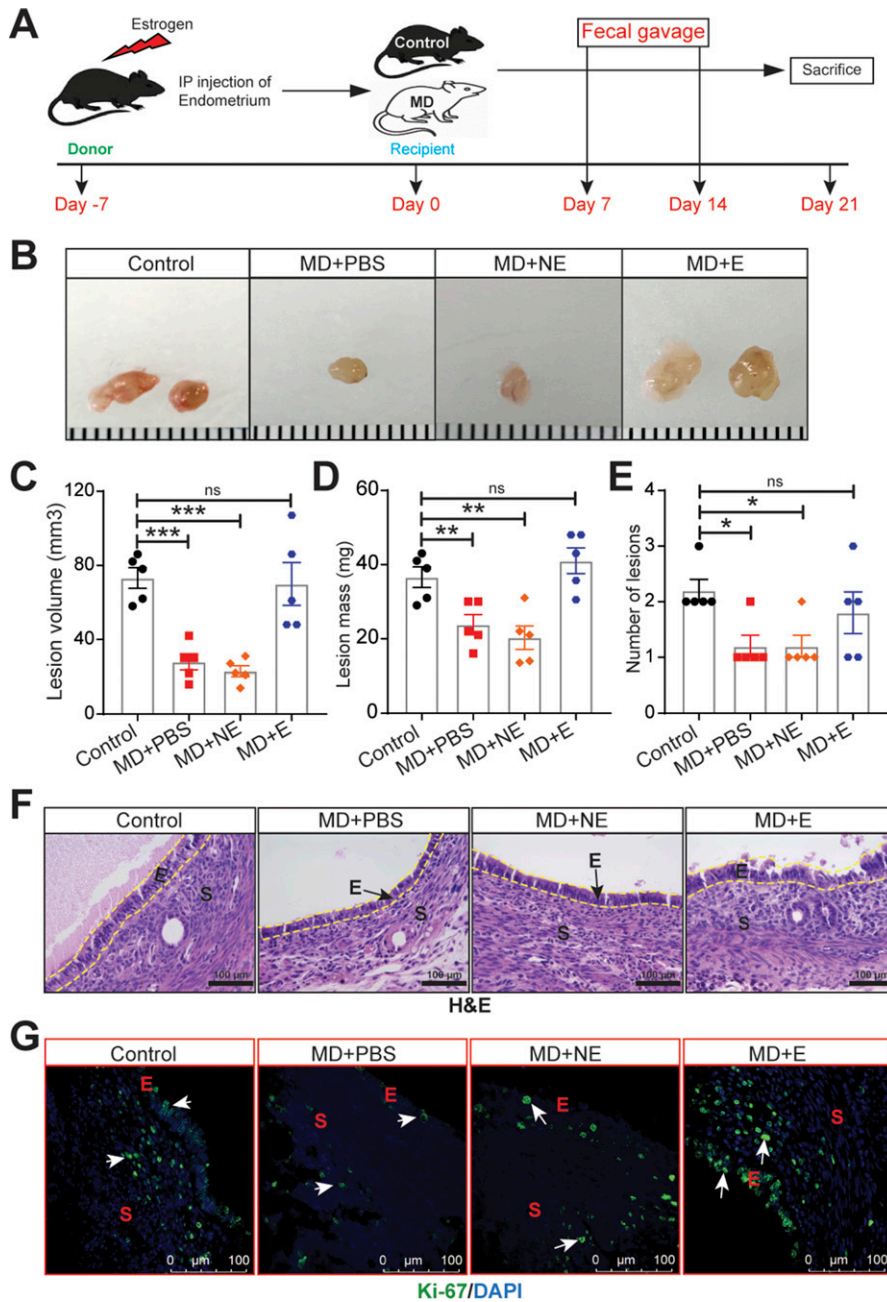 A
Estrogen
IP injection of
Endometrium
Donor
Control
MD
Recipient
Fecal gavage
Sacrifice
Day -7
Day 0
Day 7
Day 14
Day 21
B
Control
MD+PBS
MD+NE
MD+E
C
Lesion volume (mm3)
120
80
40
0
ns
***
***
Control
MD+PBS
MD+NE
MD+E
D
Lesion mass (mg)
60
40
20
0
ns
**
**
Control
MD+PBS
MD+NE
MD+E
E
Number of lesions
4
3
2
1
0
ns
*
*
Control
MD+PBS
MD+NE
MD+E
F
Control
MD+PBS
MD+NE
MD+E
E
S
100 µm
E
S
100 µm
E
S
100 µm
E
S
100 µm
H&E
G
Control
MD+PBS
MD+NE
MD+E
E
S
0 µm 100
E
S
0 µm 100
E
S
0 µm 100
E
S
0 µm 100
Ki-67/DAPI